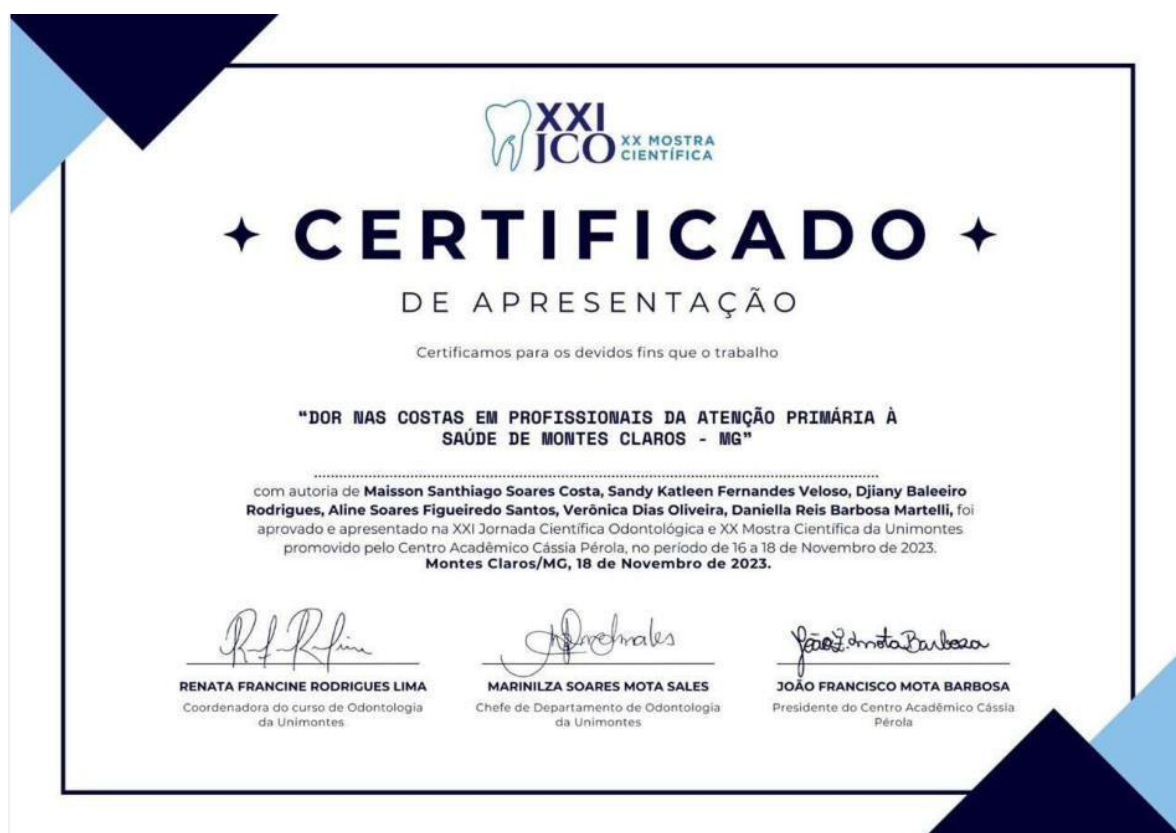 XXI
JCO XX MOSTRA
CIENTÍFICA
CERTIFICADO
DE APRESENTAÇÃO
Certificamos para os devidos fins que o trabalho
"DOR NAS COSTAS EM PROFISSIONAIS DA ATENÇÃO PRIMÁRIA À
SAÚDE DE MONTES CLAROS - MG"
com autoria de Maisson Santhiago Soares Costa, Sandy Katleen Fernandes Veloso, Djiany Baleeiro
Rodrigues, Aline Soares Figueiredo Santos, Verônica Dias Oliveira, Daniella Reis Barbosa Martelli, foi
aprovado e apresentado na XXI Jornada Científica Odontológica e XX Mostra Científica da Unimontes
promovido pelo Centro Acadêmico Cássia Pérola, no período de 16 a 18 de Novembro de 2023.
Montes Claros/MG, 18 de Novembro de 2023.
RENATA FRANCINE RODRIGUES LIMA
Coordenadora do curso de Odontologia
da Unimontes
MARINILZA SOARES MOTA SALES
Chefe de Departamento de Odontologia
da Unimontes
JOÃO FRANCISCO MOTA BARBOSA
Presidente do Centro Acadêmico Cássia
Pérola